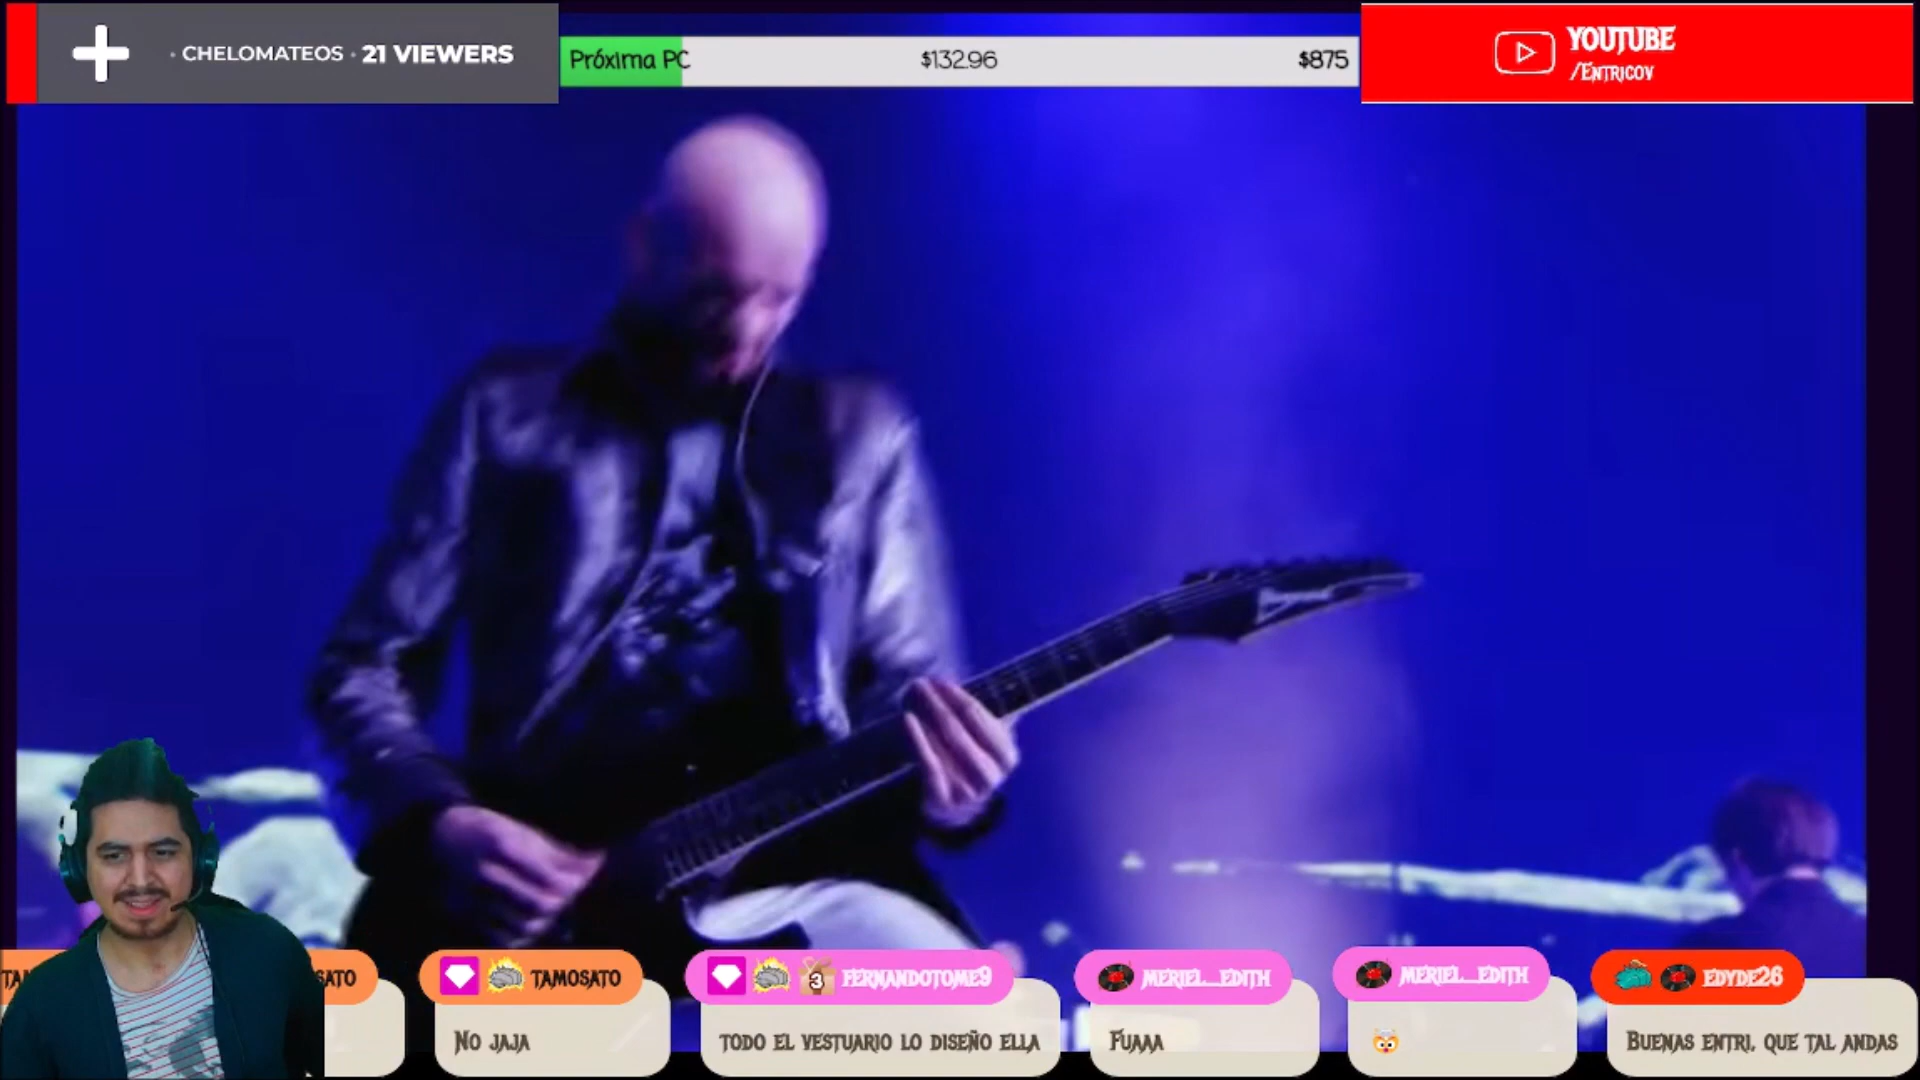 · CHELOMATEOS · 21 VIEWERS
Próxima PC
$132.96
$875
YOUTUBE
/ENTRICOV
TAMOSATO
NO JAJA
3 FERNANDOTOME9
TODO EL VESTUARIO LO DISEÑO ELLA
MERIEL_EDITH
FUAAA
MERIEL_EDITH
EDYDE26
BUENAS ENTRI, QUE TAL ANDAS